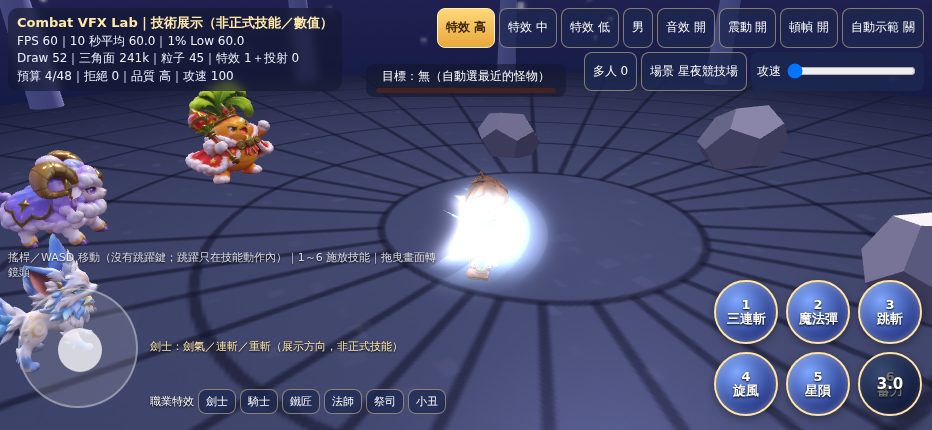 Combat VFX Lab｜技術展示（非正式技能／數值）
FPS 60｜10 秒平均 60.0｜1% Low 60.0
Draw 52｜三角面 241k｜粒子 45｜特效 1＋投射 0
預算 4/48｜拒絕 0｜品質 高｜攻速 100
特效 高
特效 中
特效 低
男
音效 開
震動 開
頓幀 開
自動示範 關
目標：無（自動選最近的怪物）
多人 0
場景 星夜競技場
攻速
搖桿／WASD 移動（沒有跳躍鍵；跳躍只在技能動作內）｜1～6 施放技能｜拖曳畫面轉
鏡頭
1
三連斬
2
魔法彈
3
跳斬
劍士：劍氣／連斬／重斬（展示方向，非正式技能）
4
旋風
5
星隕
6
3.0
蓄力
職業特效
劍士
騎士
鐵匠
法師
祭司
小丑